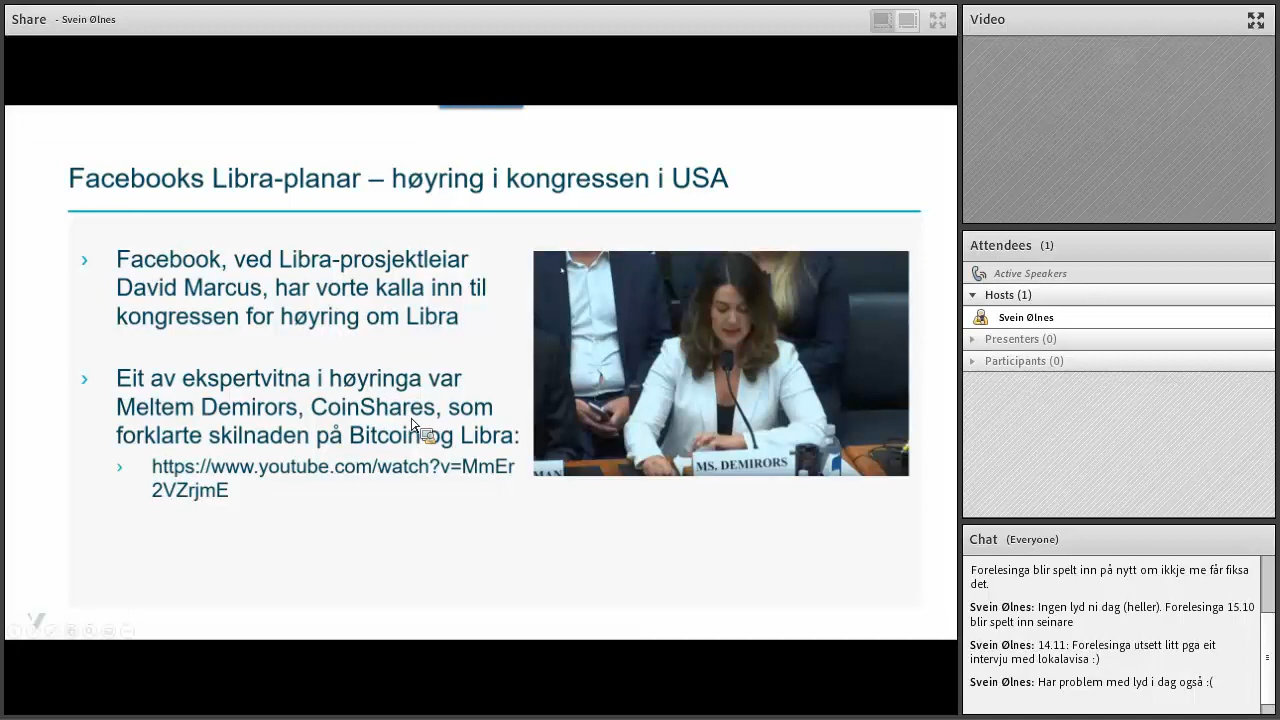 Share - Svein Ølnes
Facebooks Libra-planar – høyring i kongressen i USA
› Facebook, ved Libra-prosjektleiar
David Marcus, har vorte kalla inn til
kongressen for høyring om Libra
› Eit av ekspertvitna i høyringa var
Meltem Demirors, CoinShares, som
forklarte skilnaden på Bitcoin og Libra:
› https://www.youtube.com/watch?v=MmEr
2VZrjmE
MAN
MS. DEMIRORS
Video
Attendees (1)
Active Speakers
Hosts (1)
Svein Ølnes
Presenters (0)
Participants (0)
Chat (Everyone)
Forelesinga blir spelt inn på nytt om ikkje me får fiksa
det.
Svein Ølnes: Ingen lyd ni dag (heller). Forelesinga 15.10
blir spelt inn seinare
Svein Ølnes: 14.11: Forelesinga utsett litt pga eit
intervju med lokalavisa :)
Svein Ølnes: Har problem med lyd i dag også :(